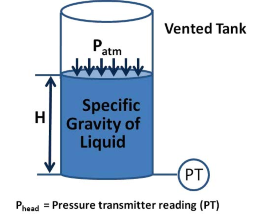 Vented Tank
Patm
H
Specific
Gravity of
Liquid
PT
Phead = Pressure transmitter reading (PT)